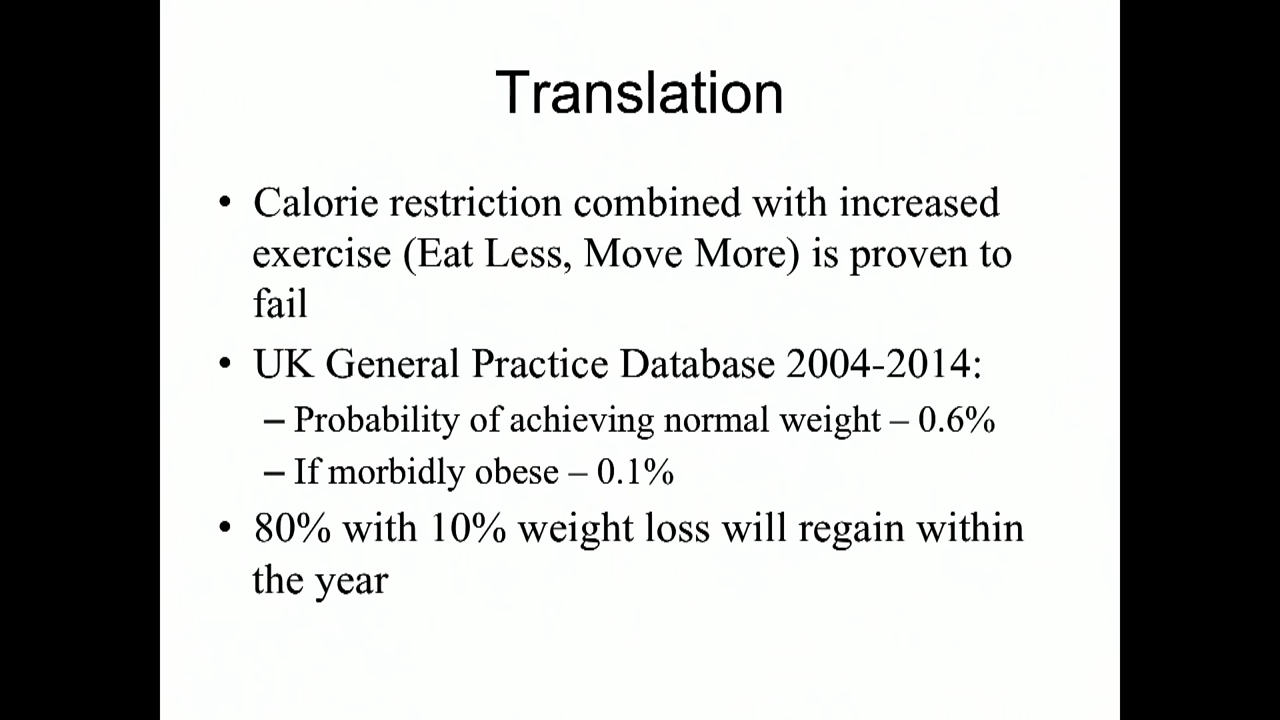 Translation
• Calorie restriction combined with increased
exercise (Eat Less, Move More) is proven to
fail
• UK General Practice Database 2004-2014:
– Probability of achieving normal weight – 0.6%
– If morbidly obese – 0.1%
• 80% with 10% weight loss will regain within
the year